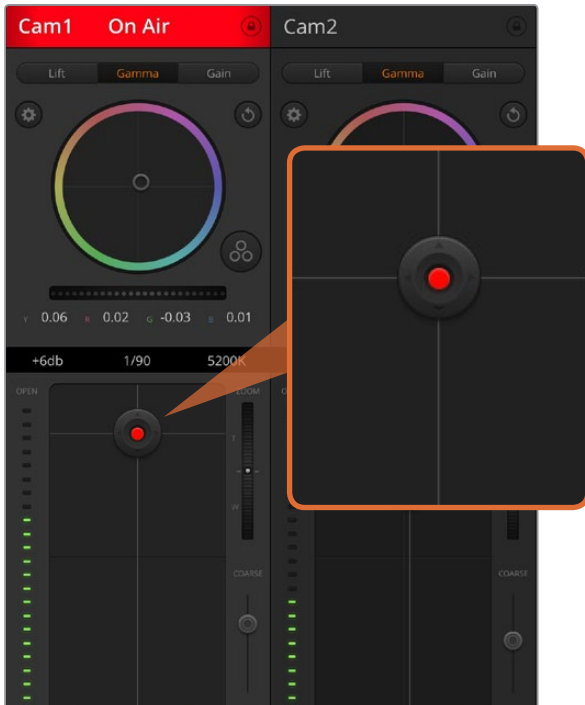 Cam1 On Air
Lift Gamma Gain
Y 0.06 R 0.02 G -0.03 B 0.01
+6db 1/90 5200K
OPEN
ZOOM
T
W
COARSE
Cam2
Lift Gamma Gain
COARSE